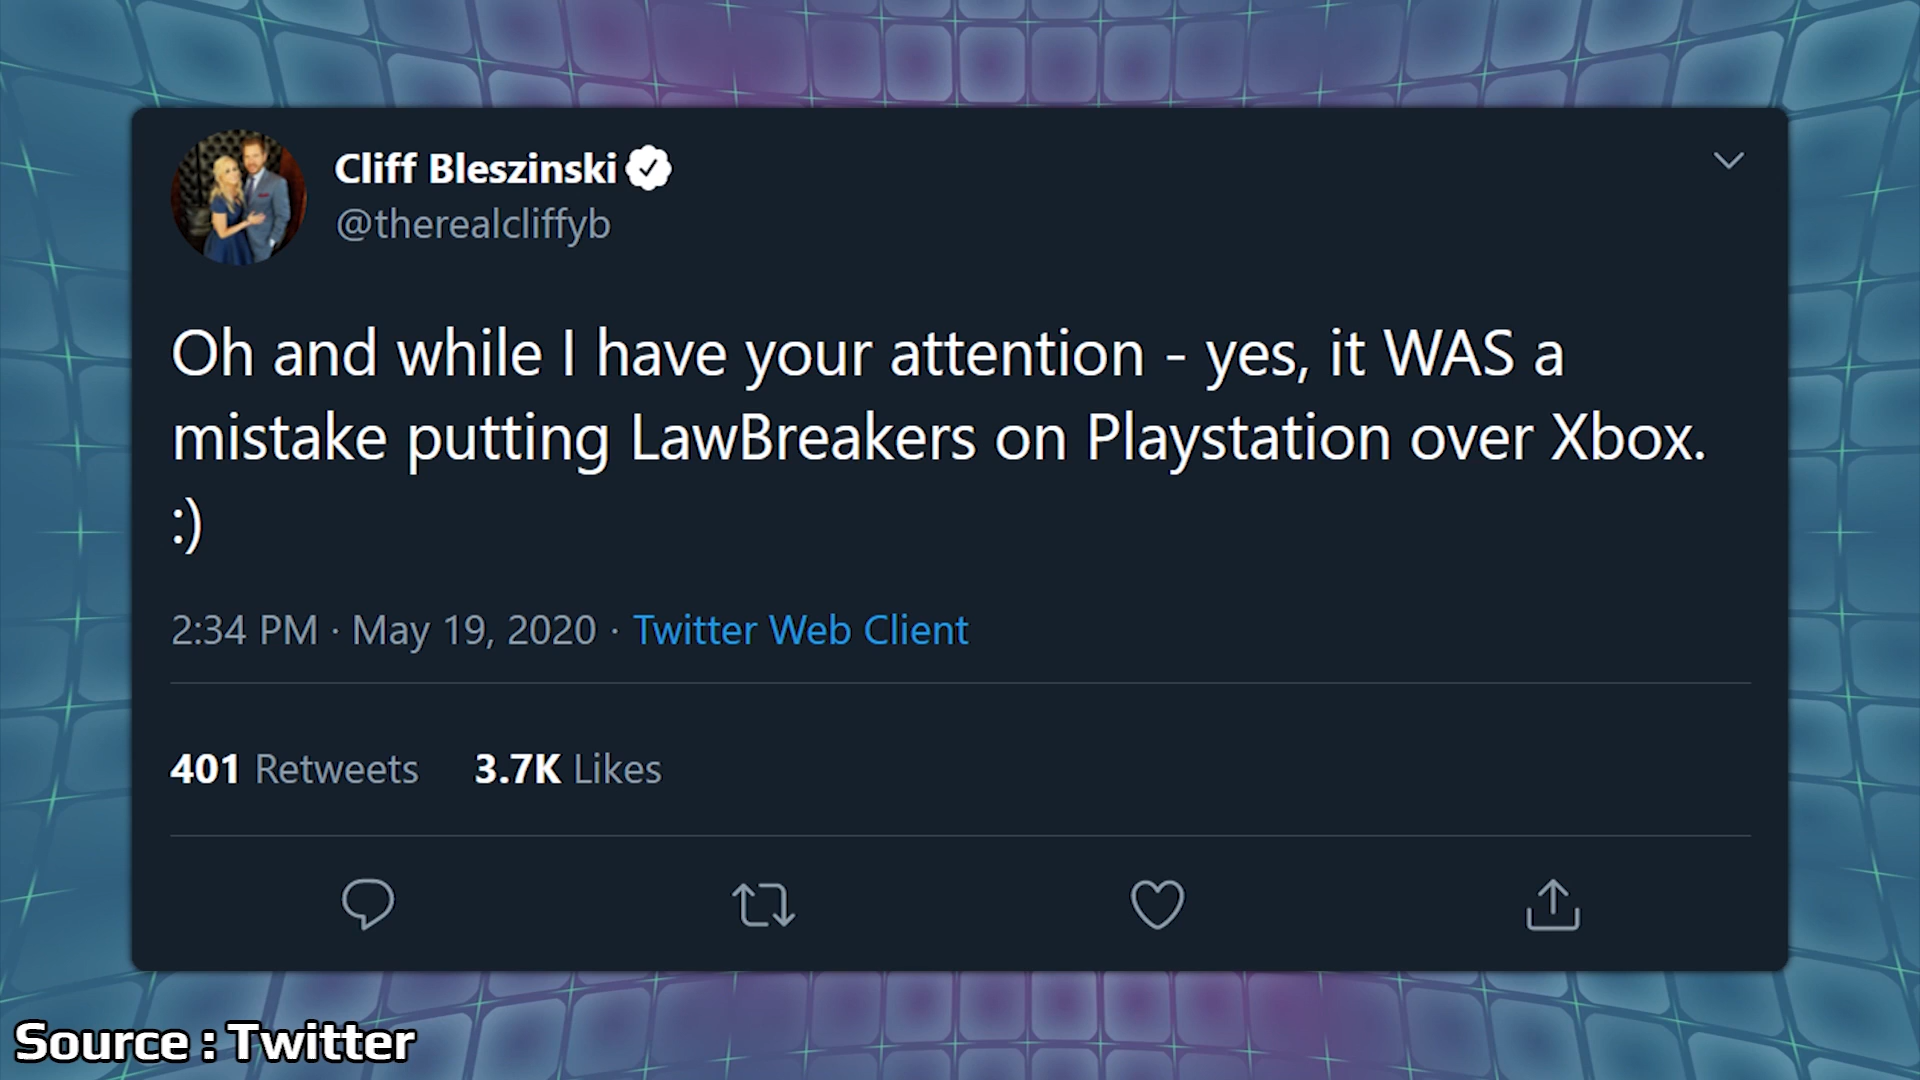 Cliff Bleszinski
@therealcliffyb
Oh and while I have your attention - yes, it WAS a
mistake putting LawBreakers on Playstation over Xbox.
:)
2:34 PM · May 19, 2020 · Twitter Web Client
401 Retweets 3.7K Likes
Source : Twitter